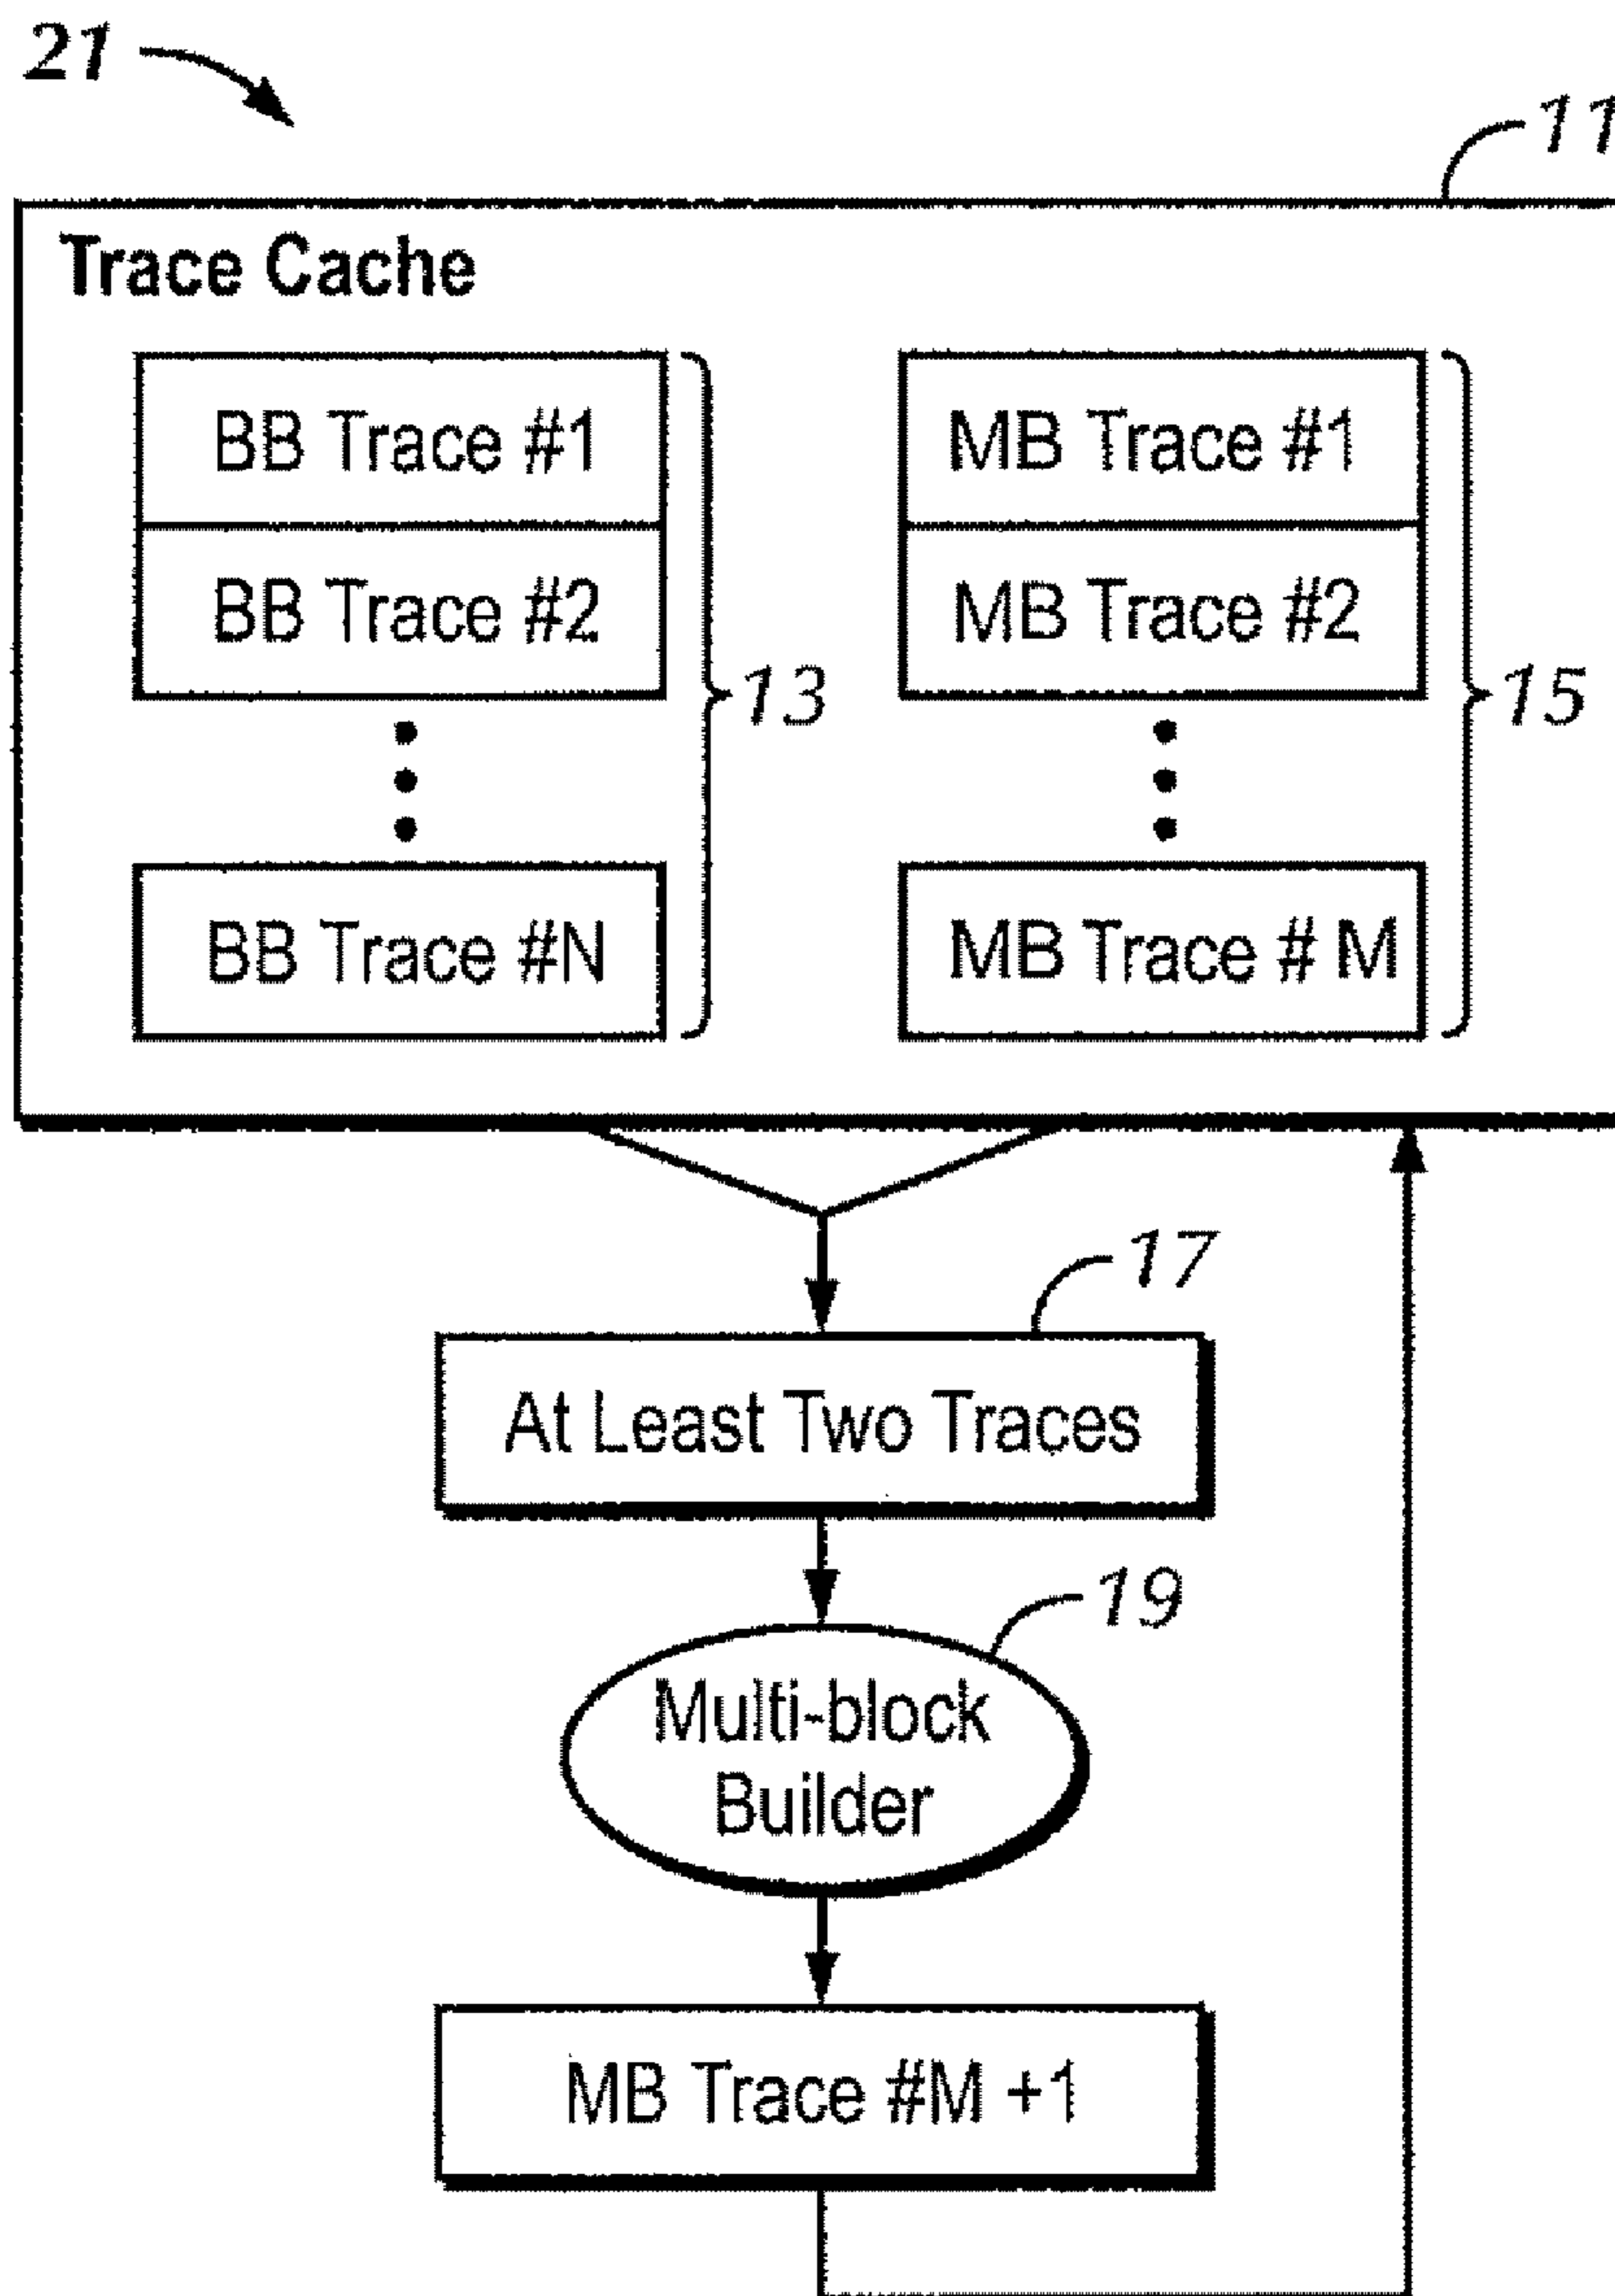 21
11
Trace Cache
BB Trace #1
MB Trace #1
BB Trace #2
MB Trace #2
13
15
BB Trace #N
MB Trace # M
17
At Least Two Traces
19
Multi-block
Builder
MB Trace #M +1